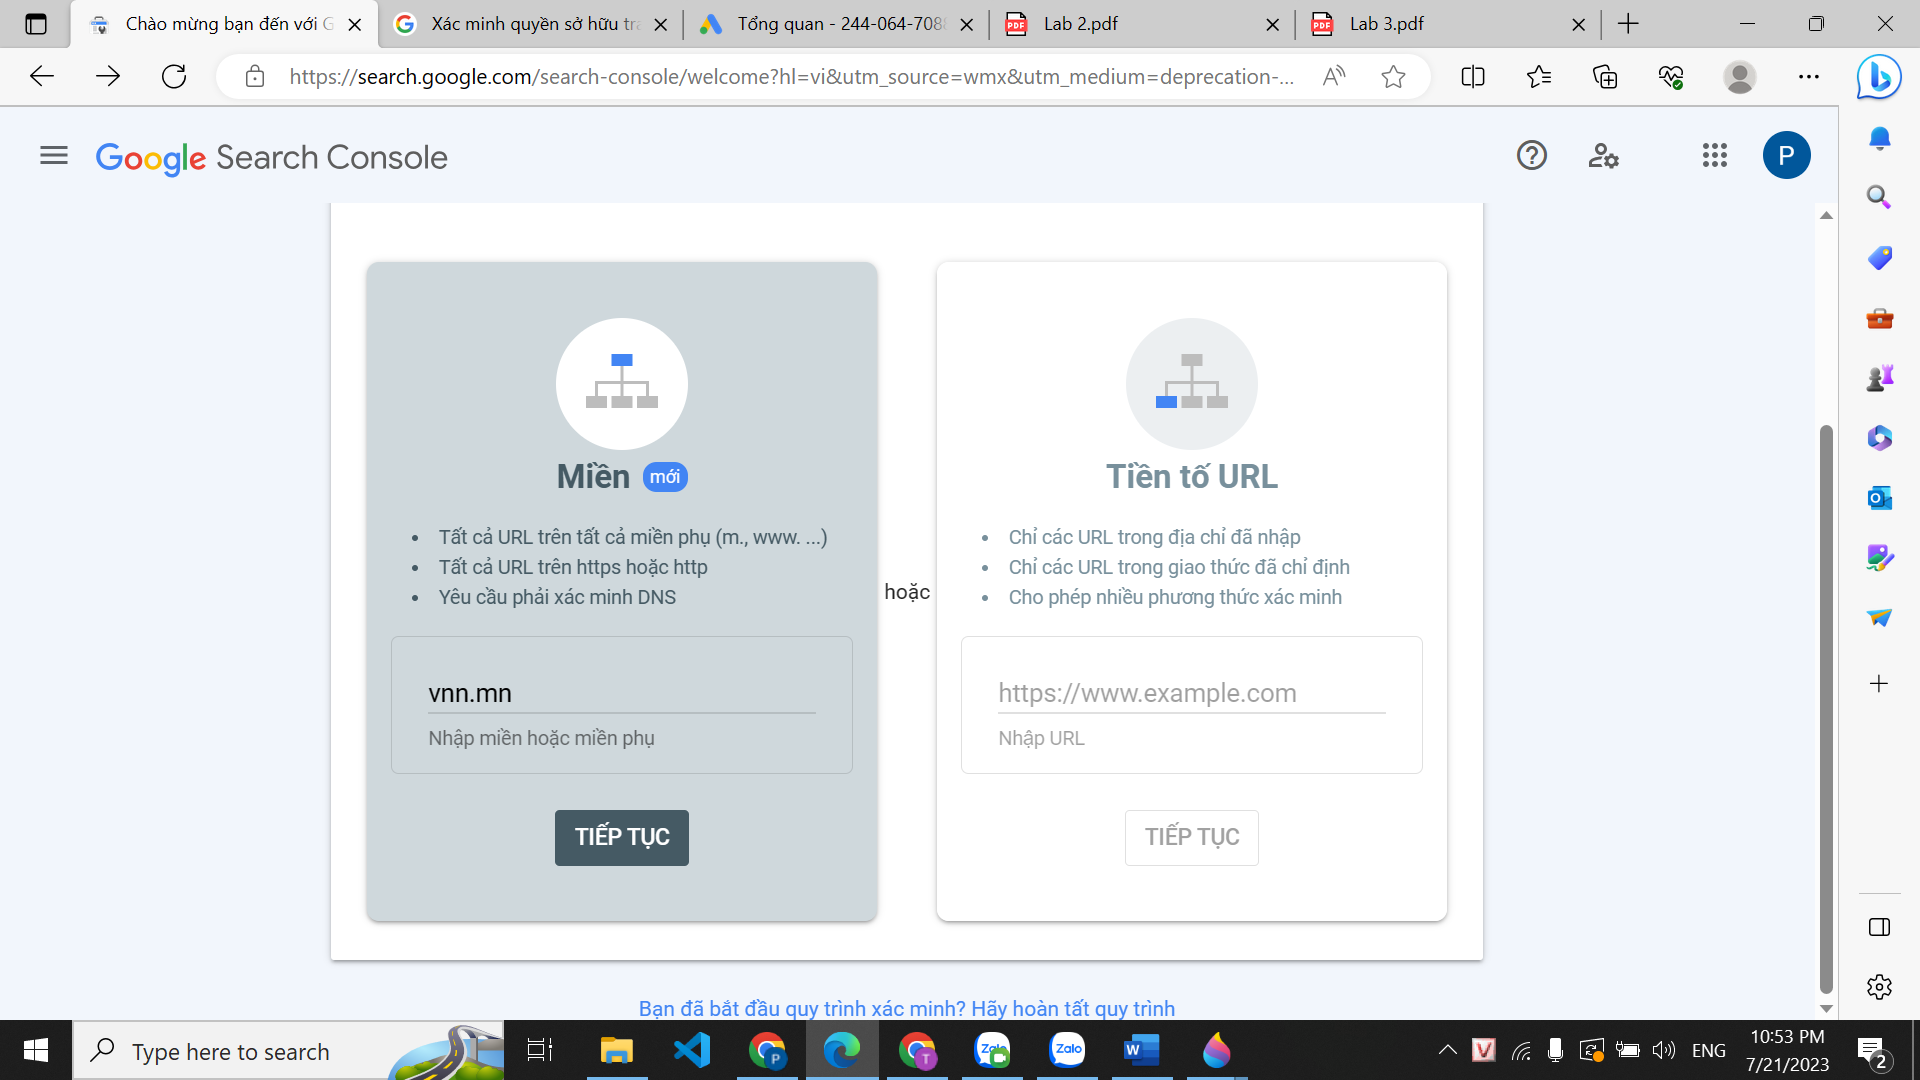 Chào mừng bạn đến với G
Xác minh quyền sở hữu tra
Tổng quan - 244-064-708
Lab 2.pdf
Lab 3.pdf
https://search.google.com/search-console/welcome?hl=vi&utm_source=wmx&utm_medium=deprecation-...
Google Search Console
P
Miền mới
Tất cả URL trên tất cả miền phụ (m., www. ...)
Tất cả URL trên https hoặc http
Yêu cầu phải xác minh DNS
vnn.mn
Nhập miền hoặc miền phụ
TIẾP TỤC
hoặc
Tiền tố URL
Chỉ các URL trong địa chỉ đã nhập
Chỉ các URL trong giao thức đã chỉ định
Cho phép nhiều phương thức xác minh
https://www.example.com
Nhập URL
TIẾP TỤC
Bạn đã bắt đầu quy trình xác minh? Hãy hoàn tất quy trình
Type here to search
ENG
10:53 PM
7/21/2023
2